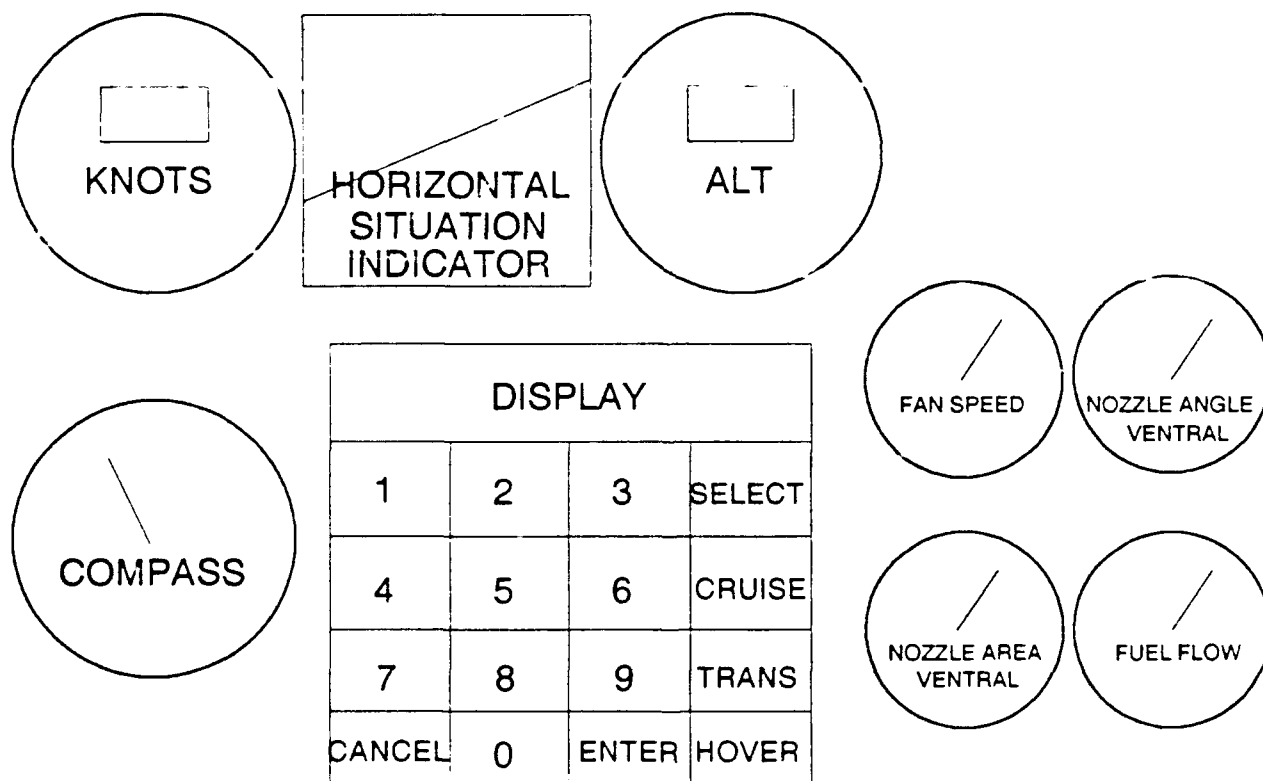 KNOTS
HORIZONTAL
SITUATION
INDICATOR
ALT
FAN SPEED
NOZZLE ANGLE
VENTRAL
DISPLAY
1 2 3 SELECT
4 5 6 CRUISE
7 8 9 TRANS
CANCEL 0 ENTER HOVER
COMPASS
NOZZLE AREA
VENTRAL
FUEL FLOW